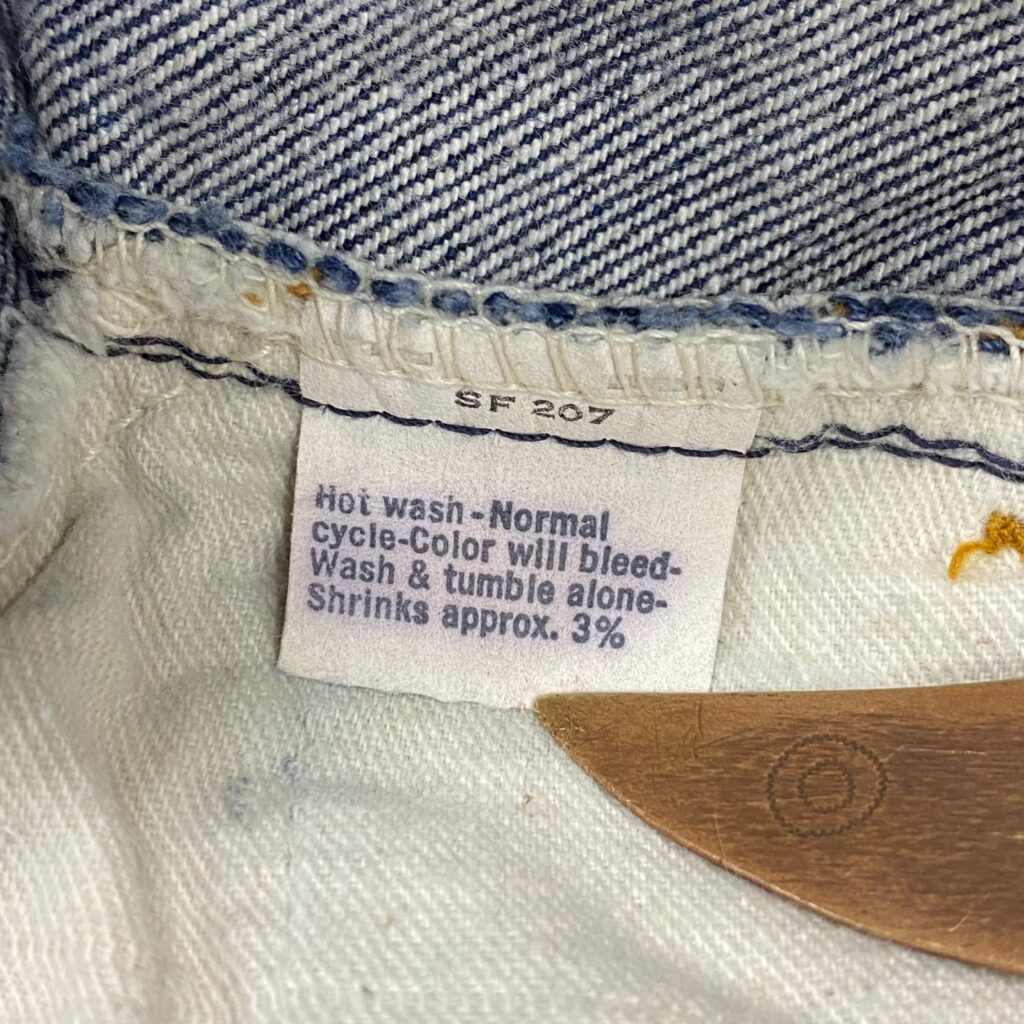 SF 207
Hot wash-Normal
cycle-Color will bleed-
Wash & tumble alone-
Shrinks approx. 3%